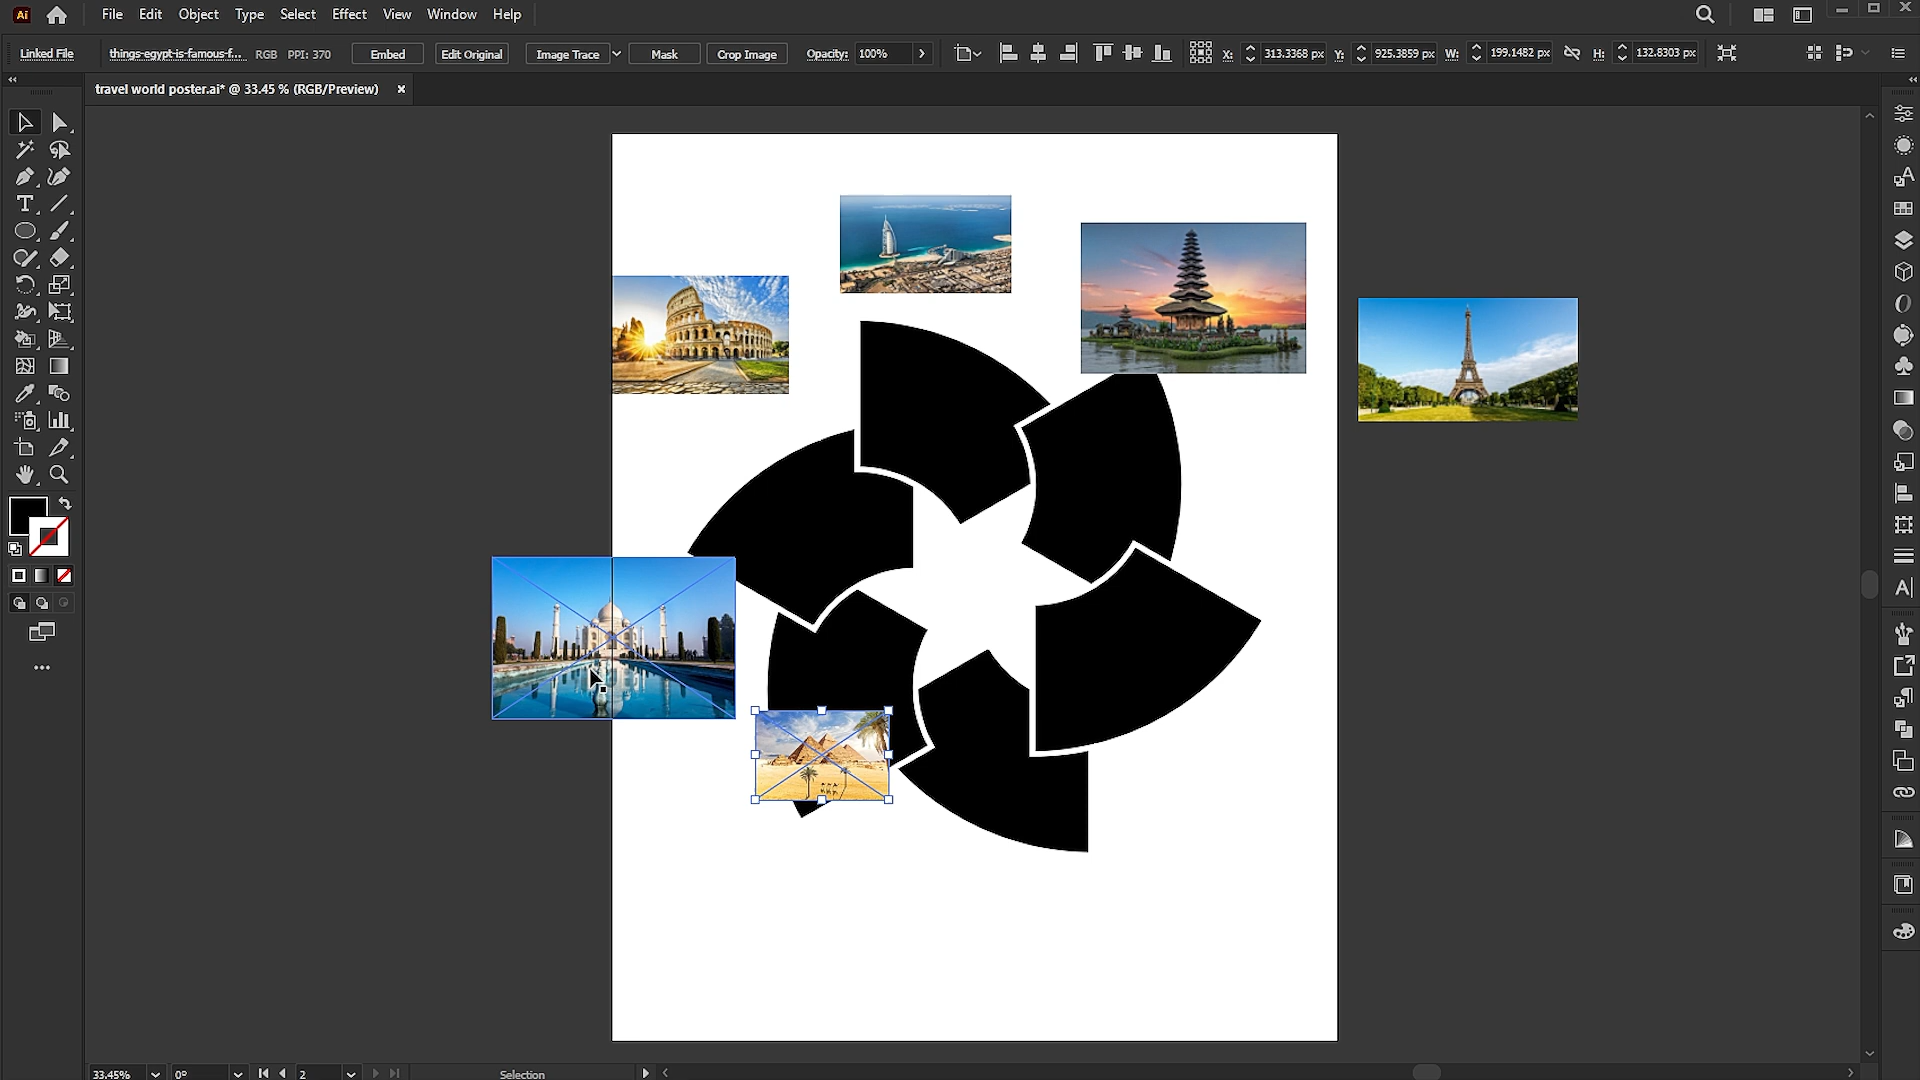 Ai File Edit Object Type Select Effect View Window Help
Linked File things-egypt-is-famous-f... RGB PPI: 370 Embed Edit Original Image Trace Mask Crop Image Opacity: 100% X: 313.3368 px Y: 925.3859 px W: 199.1482 px H: 132.8303 px
travel world poster.ai* @ 33.45 % (RGB/Preview)
33.45% 0° 2 Selection